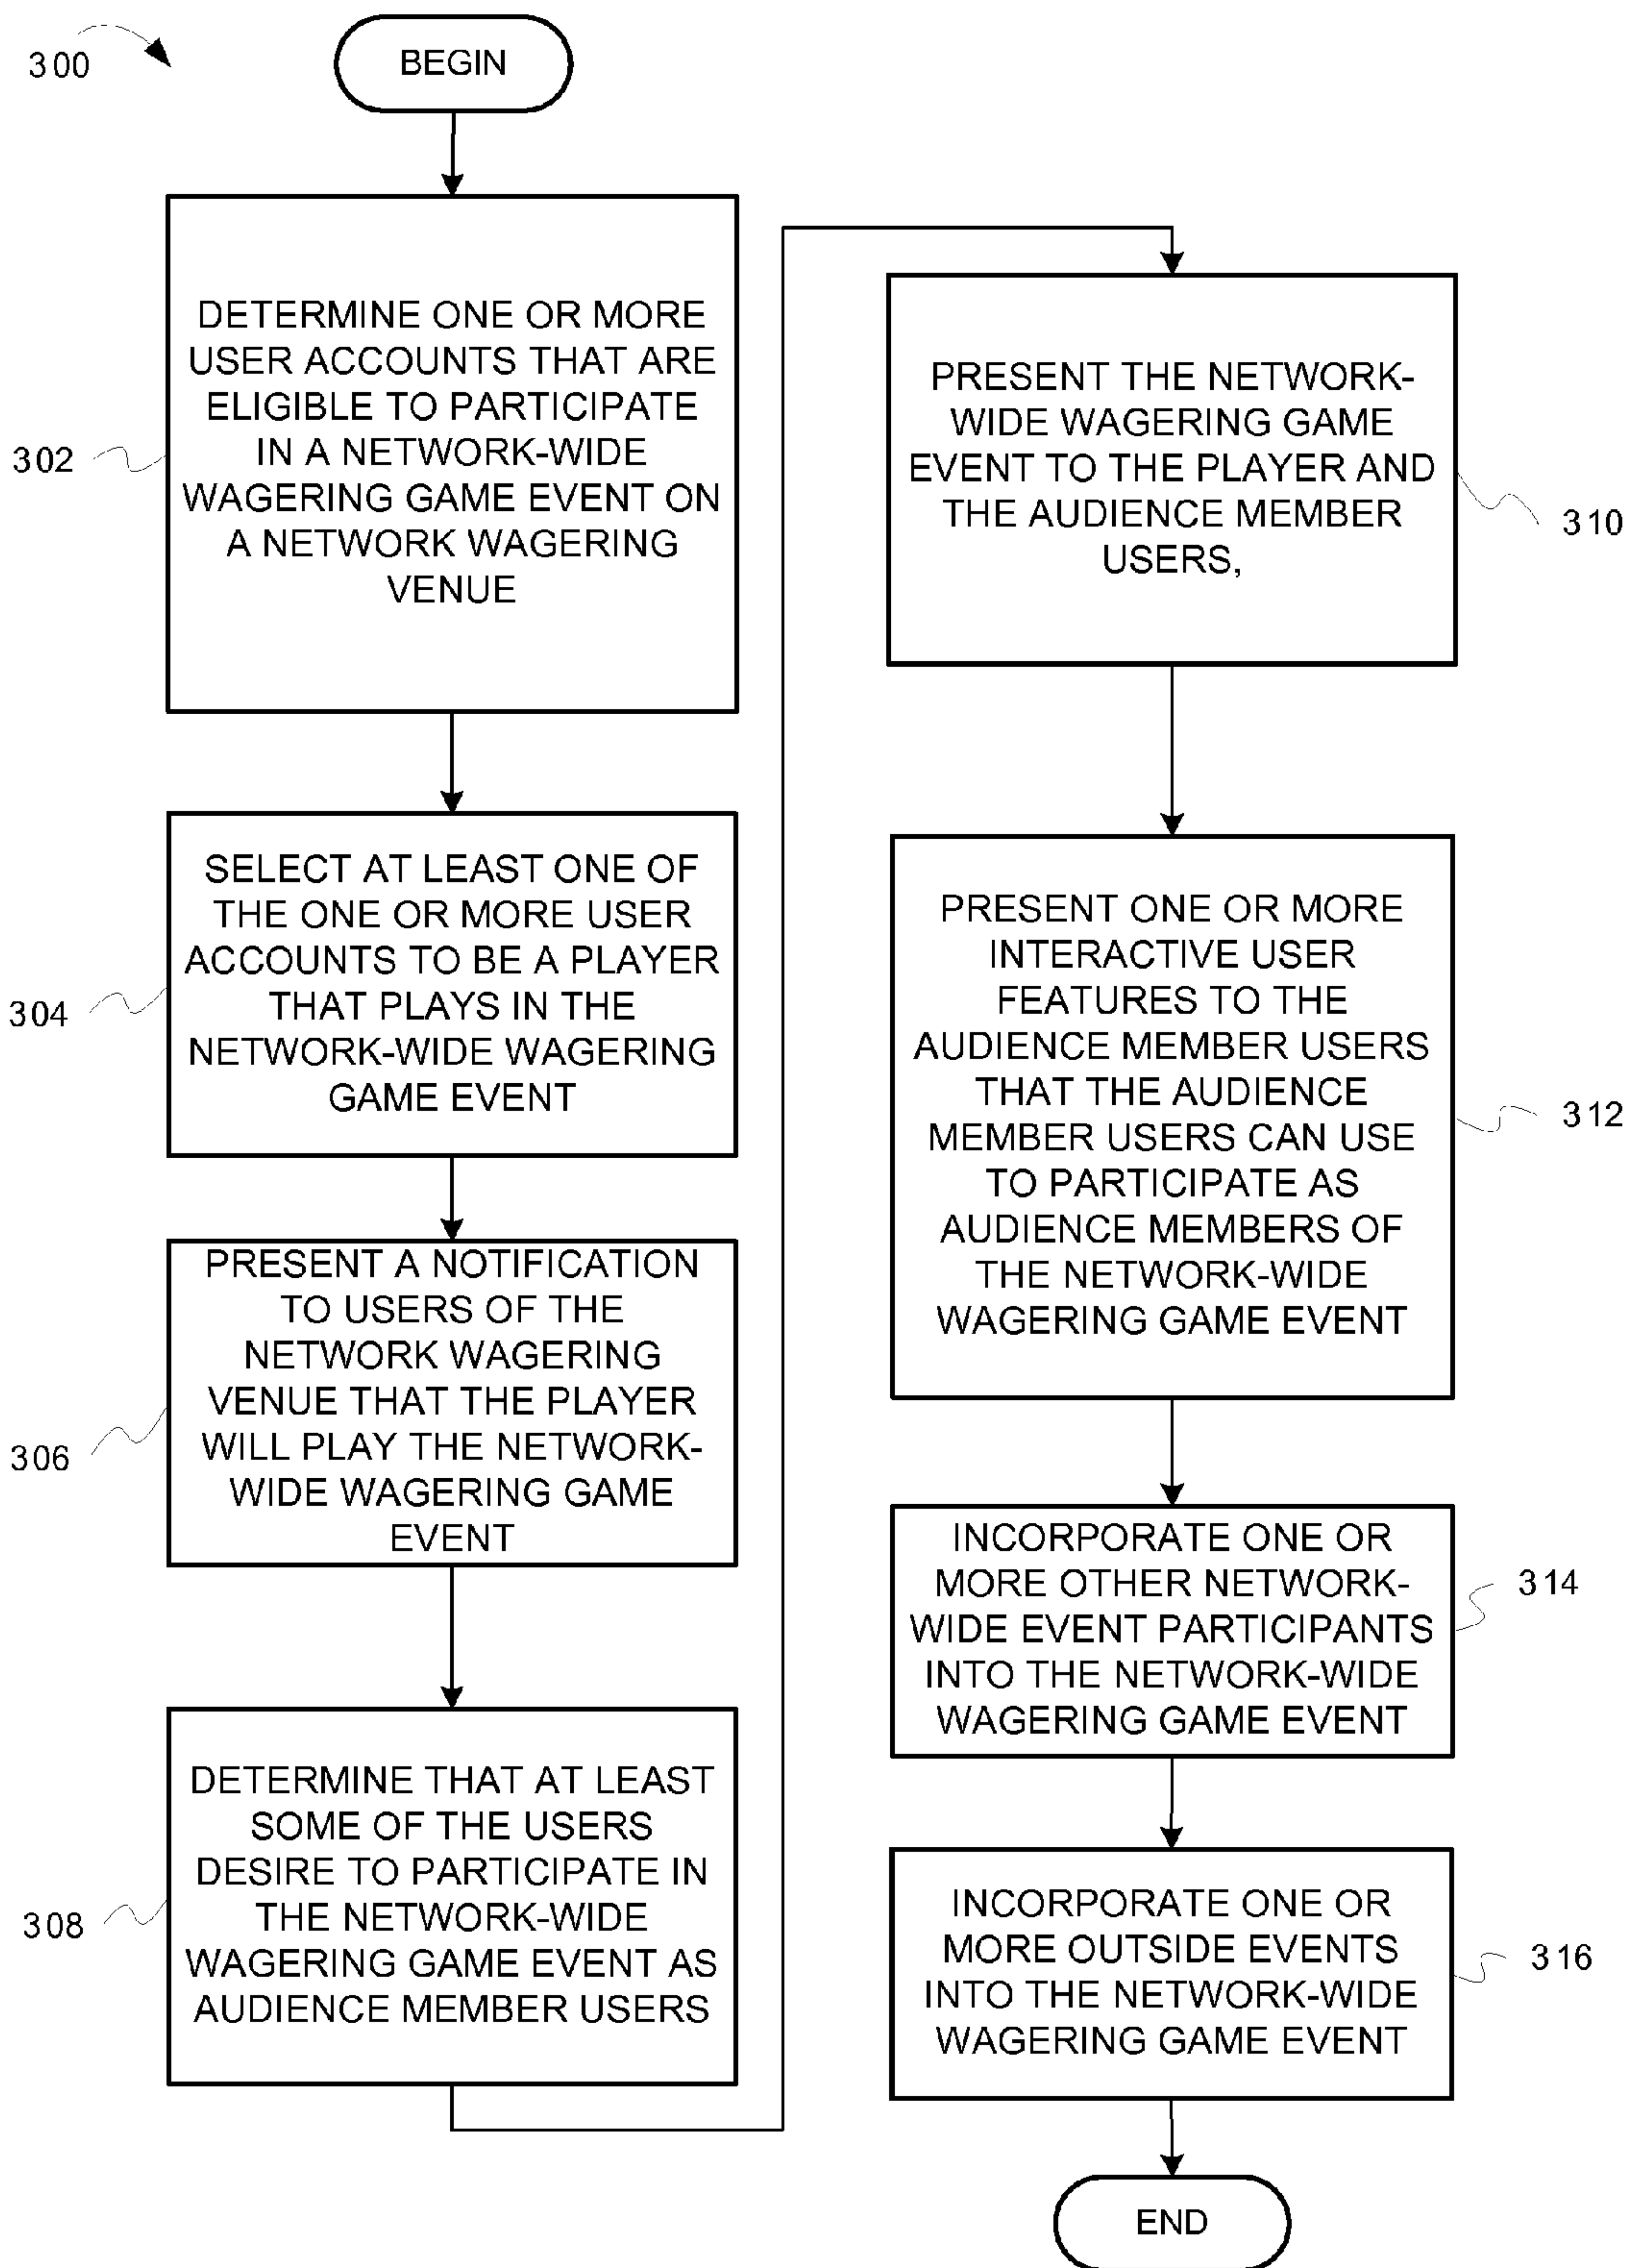 300
BEGIN
302
DETERMINE ONE OR MORE
USER ACCOUNTS THAT ARE
ELIGIBLE TO PARTICIPATE
IN A NETWORK-WIDE
WAGERING GAME EVENT ON
A NETWORK WAGERING
VENUE
304
SELECT AT LEAST ONE OF
THE ONE OR MORE USER
ACCOUNTS TO BE A PLAYER
THAT PLAYS IN THE
NETWORK-WIDE WAGERING
GAME EVENT
306
PRESENT A NOTIFICATION
TO USERS OF THE
NETWORK WAGERING
VENUE THAT THE PLAYER
WILL PLAY THE NETWORK-
WIDE WAGERING GAME
EVENT
308
DETERMINE THAT AT LEAST
SOME OF THE USERS
DESIRE TO PARTICIPATE IN
THE NETWORK-WIDE
WAGERING GAME EVENT AS
AUDIENCE MEMBER USERS
PRESENT THE NETWORK-
WIDE WAGERING GAME
EVENT TO THE PLAYER AND
THE AUDIENCE MEMBER
USERS,
310
PRESENT ONE OR MORE
INTERACTIVE USER
FEATURES TO THE
AUDIENCE MEMBER USERS
THAT THE AUDIENCE
MEMBER USERS CAN USE
TO PARTICIPATE AS
AUDIENCE MEMBERS OF
THE NETWORK-WIDE
WAGERING GAME EVENT
312
INCORPORATE ONE OR
MORE OTHER NETWORK-
WIDE EVENT PARTICIPANTS
INTO THE NETWORK-WIDE
WAGERING GAME EVENT
314
INCORPORATE ONE OR
MORE OUTSIDE EVENTS
INTO THE NETWORK-WIDE
WAGERING GAME EVENT
316
END